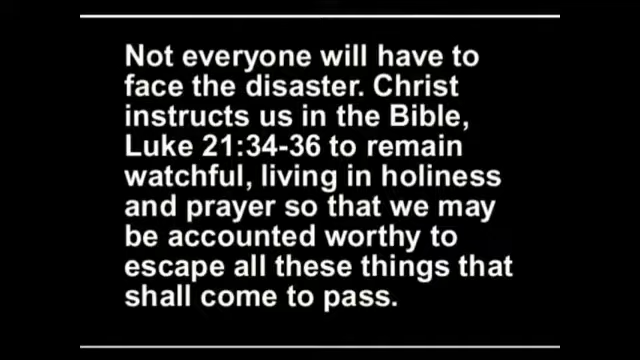 Not everyone will have to
face the disaster. Christ
instructs us in the Bible,
Luke 21:34-36 to remain
watchful, living in holiness
and prayer so that we may
be accounted worthy to
escape all these things that
shall come to pass.